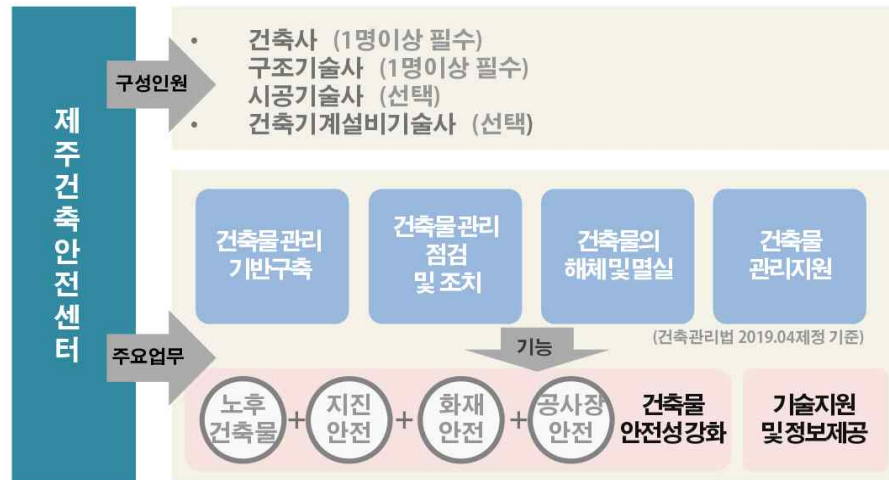 제주건축안전센터
구성인원
• 건축사 (1명이상 필수)
구조기술사 (1명이상 필수)
시공기술사 (선택)
• 건축기계설비기술사 (선택)
주요업무
건축물 관리
기반구축
건축물 관리
점검
및 조치
건축물의
해체 및 멸실
건축물
관리지원
기능
(건축관리법 2019.04제정 기준)
노후
건축물
+
지진
안전
+
화재
안전
+
공사장
안전
건축물
안전성 강화
기술지원
및 정보제공